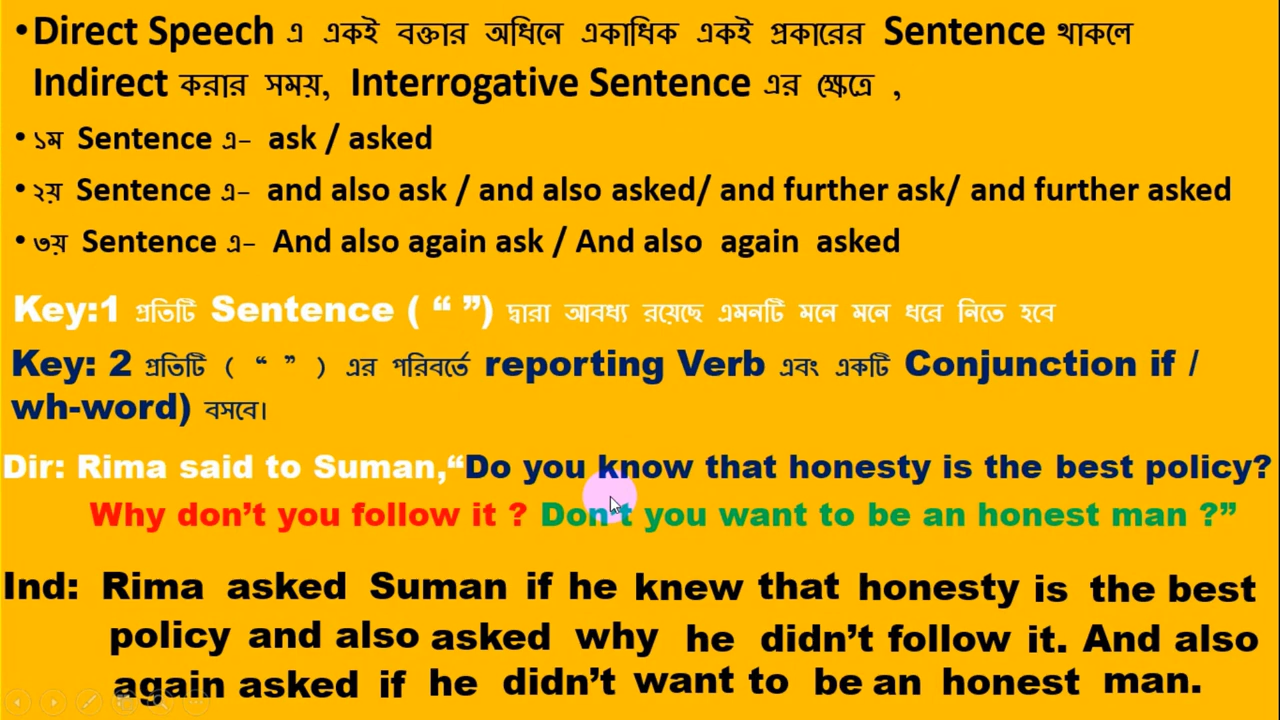 •Direct Speech এ একই বক্তার অধিনে একাধিক একই প্রকারের Sentence থাকলে
Indirect করার সময়, Interrogative Sentence এর ক্ষেত্রে ,
• ১ম Sentence এ– ask / asked
• ২য় Sentence এ– and also ask / and also asked/ and further ask/ and further asked
• ৩য় Sentence এ– And also again ask / And also again asked
Key:1 প্রতিটি Sentence ( “ ”) দ্বারা আবধ্য রয়েছে এমনটি মনে মনে ধরে নিতে হবে
Key: 2 প্রতিটি ( “ ” ) এর পরিবর্তে reporting Verb এবং একটি Conjunction if /
wh-word) বসবে।
Dir: Rima said to Suman,“Do you know that honesty is the best policy?
Why don’t you follow it ? Don’t you want to be an honest man ?”
Ind: Rima asked Suman if he knew that honesty is the best
policy and also asked why he didn’t follow it. And also
again asked if he didn’t want to be an honest man.